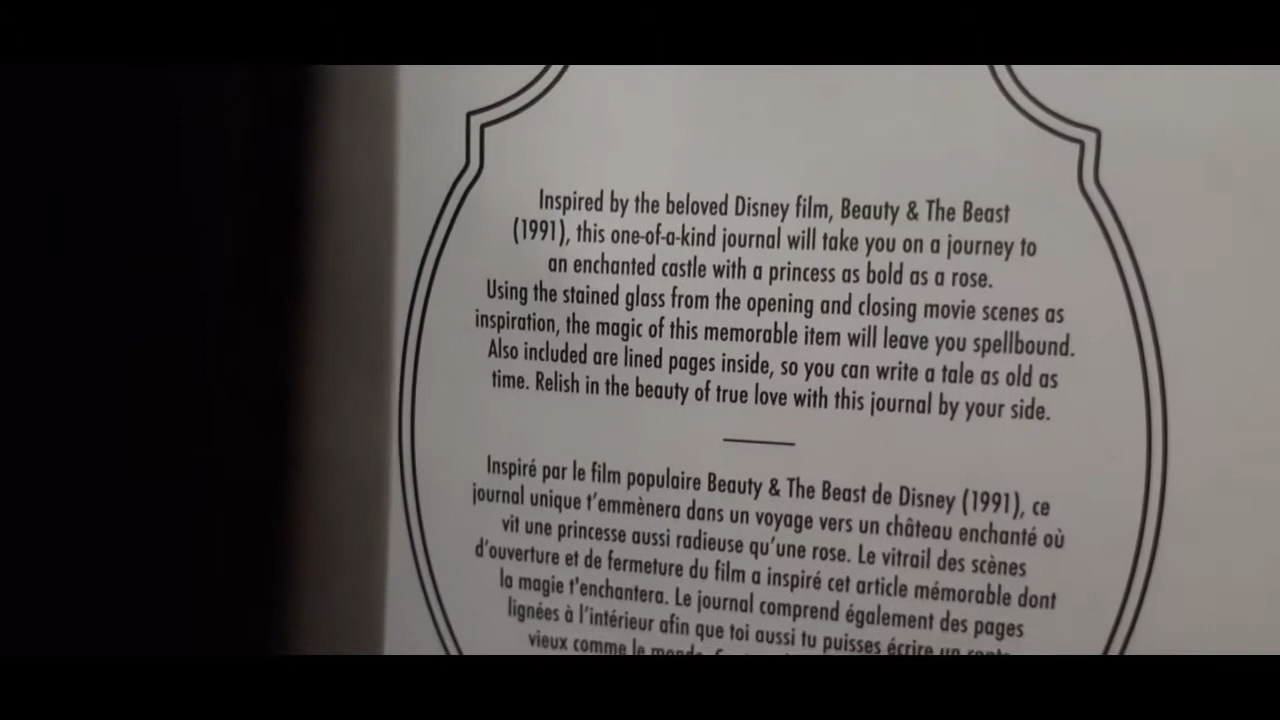 Inspired by the beloved Disney film, Beauty & The Beast
(1991), this one-of-a-kind journal will take you on a journey to
an enchanted castle with a princess as bold as a rose.
Using the stained glass from the opening and closing movie scenes as
inspiration, the magic of this memorable item will leave you spellbound.
Also included are lined pages inside, so you can write a tale as old as
time. Relish in the beauty of true love with this journal by your side.
Inspiré par le film populaire Beauty & The Beast de Disney (1991), ce
journal unique t'emmènera dans un voyage vers un château enchanté où
vit une princesse aussi radieuse qu'une rose. Le vitrail des scènes
d'ouverture et de fermeture du film a inspiré cet article mémorable dont
la magie t'enchantera. Le journal comprend également des pages
lignées à l'intérieur afin que toi aussi tu puisses écrire un
vieux comme le